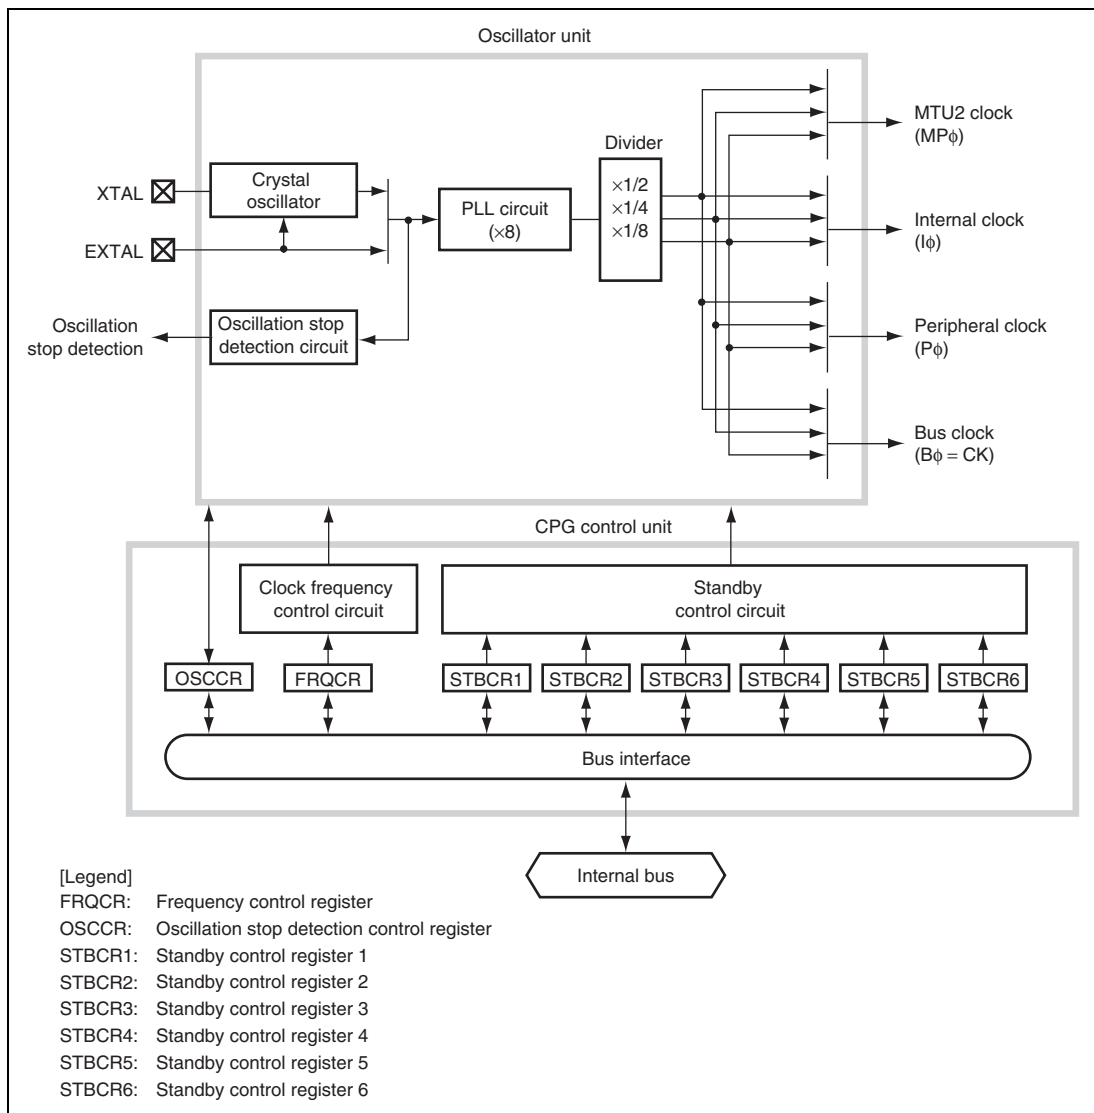 Oscillator unit
XTAL
Crystal
oscillator
EXTAL
PLL circuit
(×8)
Divider
×1/2
×1/4
×1/8
Oscillation
stop detection
Oscillation stop
detection circuit
MTU2 clock
(MPϕ)
Internal clock
(Iϕ)
Peripheral clock
(Pϕ)
Bus clock
(Bϕ = CK)
CPG control unit
Clock frequency
control circuit
Standby
control circuit
OSCCR
FRQCR
STBCR1
STBCR2
STBCR3
STBCR4
STBCR5
STBCR6
Bus interface
Internal bus
[Legend]
FRQCR: Frequency control register
OSCCR: Oscillation stop detection control register
STBCR1: Standby control register 1
STBCR2: Standby control register 2
STBCR3: Standby control register 3
STBCR4: Standby control register 4
STBCR5: Standby control register 5
STBCR6: Standby control register 6